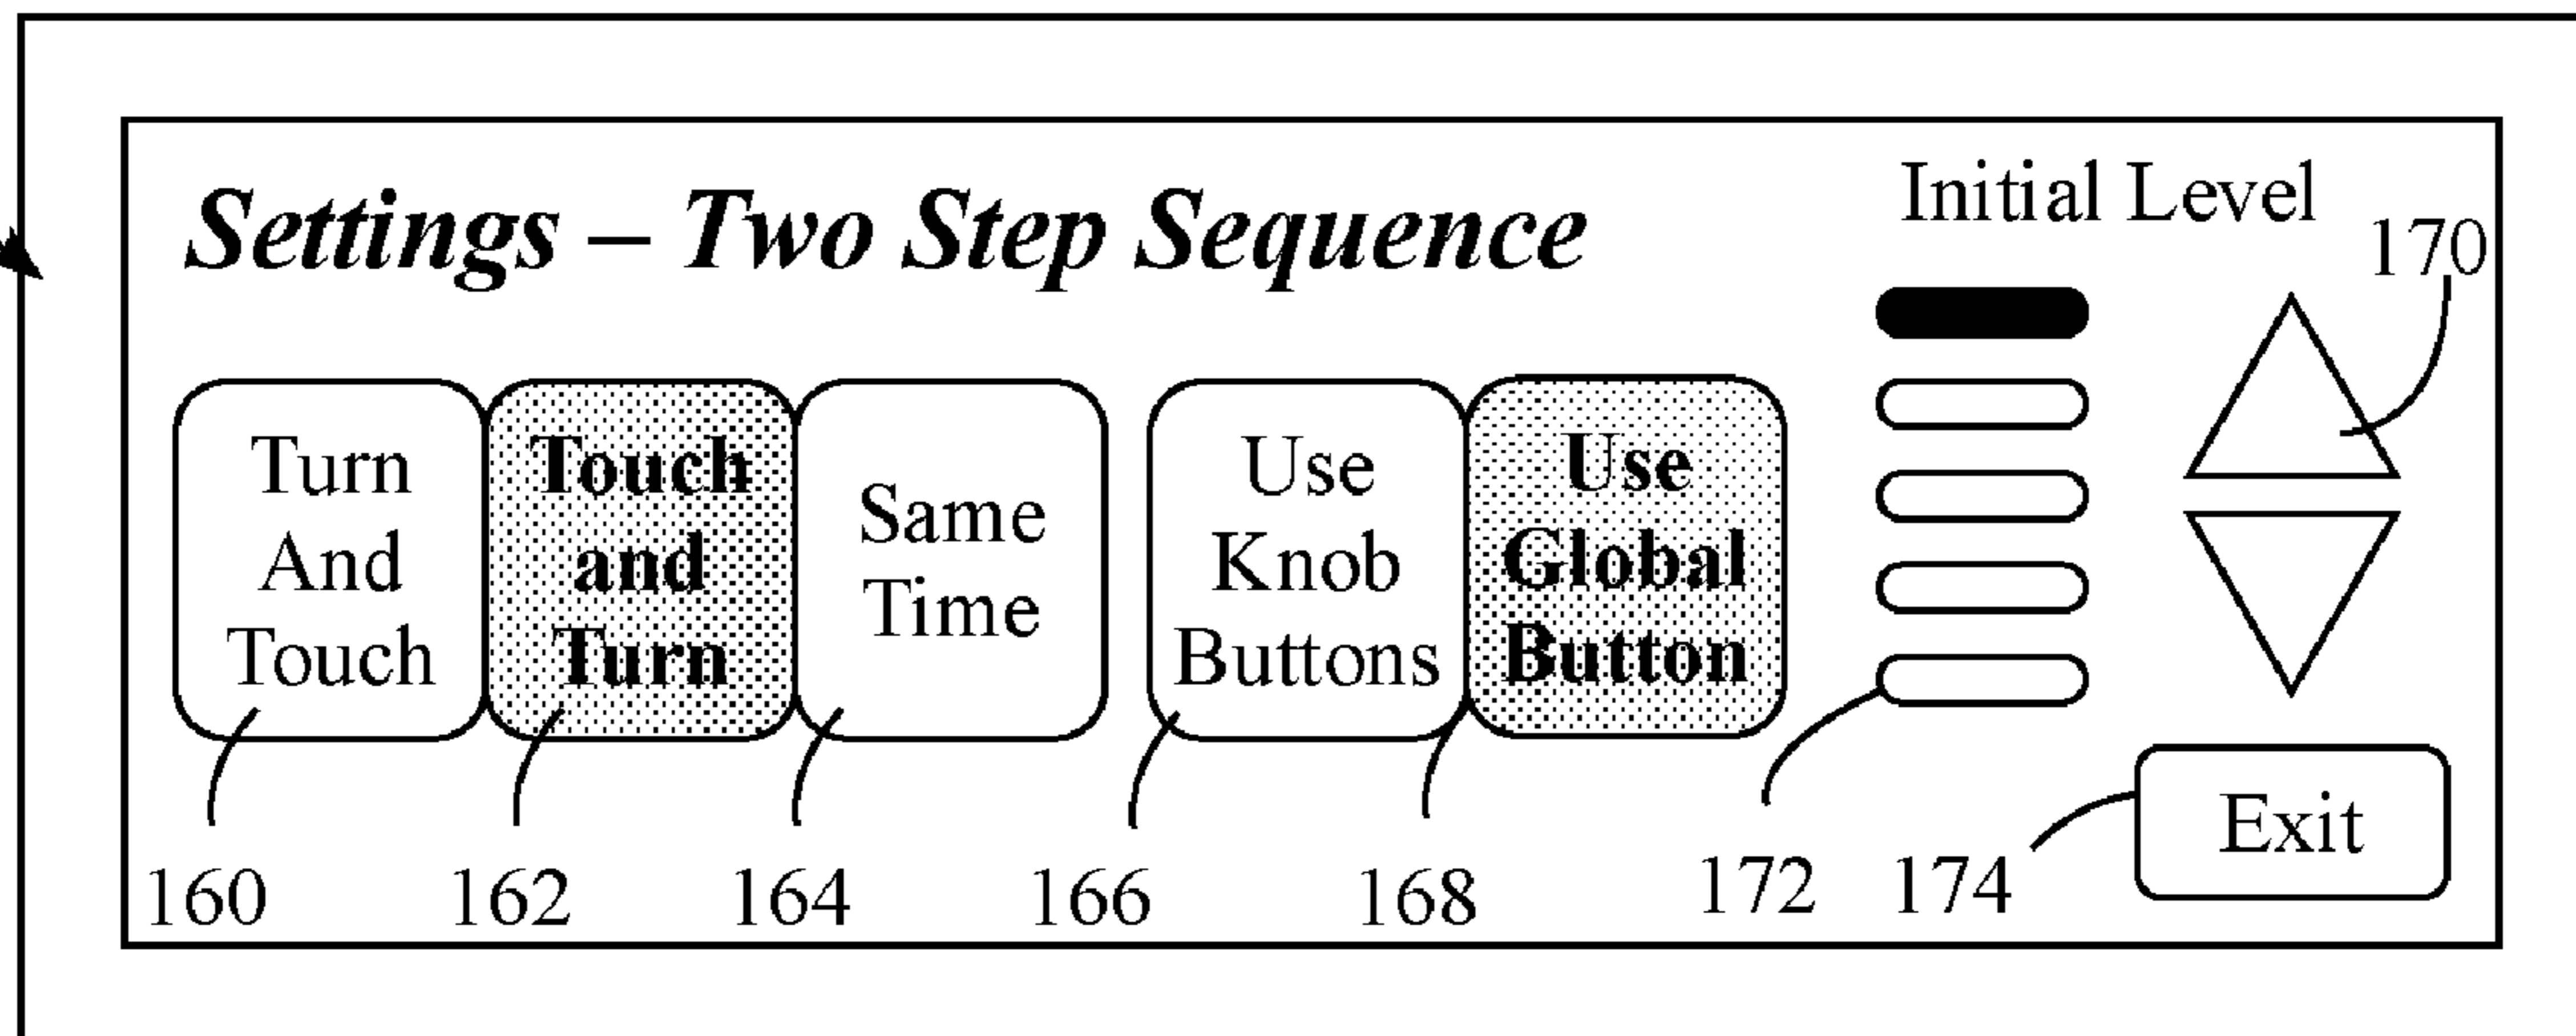 Settings – Two Step Sequence
Initial Level
170
Turn
And
Touch
Touch
and
Turn
Same
Time
Use
Knob
Buttons
Use
Global
Button
Exit
160
162
164
166
168
172
174